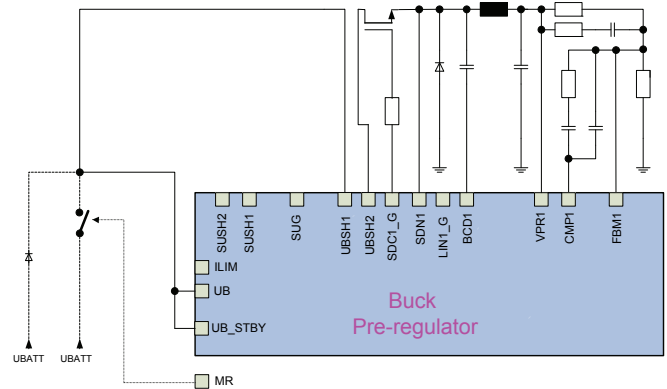 SUSH2
SUSH1
SUG
UBSH1
UBSH2
SDC1_G
SDN1
LIN1_G
BCD1
VPR1
CMP1
FBM1
ILIM
UB
UB_STBY
Buck
Pre-regulator
UBATT
UBATT
MR